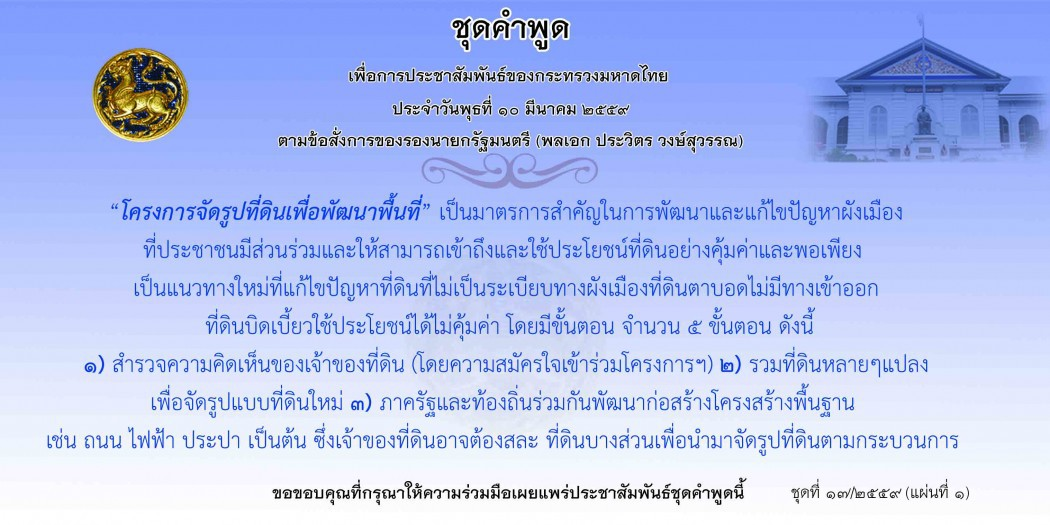 ชุดคำพูด
เพื่อการประชาสัมพันธ์ของกระทรวงมหาดไทย
ประจำวันพุธที่ ๑๐ มีนาคม ๒๕๕๙
ตามข้อสั่งการของรองนายกรัฐมนตรี (พลเอก ประวิตร วงษ์สุวรรณ)
“โครงการจัดรูปที่ดินเพื่อพัฒนาพื้นที่” เป็นมาตรการสำคัญในการพัฒนาและแก้ไขปัญหาผังเมือง
ที่ประชาชนมีส่วนร่วมและให้สามารถเข้าถึงและใช้ประโยชน์ที่ดินอย่างคุ้มค่าและพอเพียง
เป็นแนวทางใหม่ที่แก้ไขปัญหาที่ดินที่ไม่เป็นระเบียบทางผังเมืองที่ดินตาบอดไม่มีทางเข้าออก
ที่ดินบิดเบี้ยวใช้ประโยชน์ได้ไม่คุ้มค่า โดยมีขั้นตอน จำนวน ๕ ขั้นตอน ดังนี้
๑) สำรวจความคิดเห็นของเจ้าของที่ดิน (โดยความสมัครใจเข้าร่วมโครงการฯ) ๒) รวมที่ดินหลายๆแปลง
เพื่อจัดรูปแบบที่ดินใหม่ ๓) ภาครัฐและท้องถิ่นร่วมกันพัฒนาก่อสร้างโครงสร้างพื้นฐาน
เช่น ถนน ไฟฟ้า ประปา เป็นต้น ซึ่งเจ้าของที่ดินอาจต้องสละ ที่ดินบางส่วนเพื่อนำมาจัดรูปที่ดินตามกระบวนการ
ขอขอบคุณที่กรุณาให้ความร่วมมือเผยแพร่ประชาสัมพันธ์ชุดคำพูดนี้ ชุดที่ ๑๗/๒๕๕๙ (แผ่นที่ ๑)